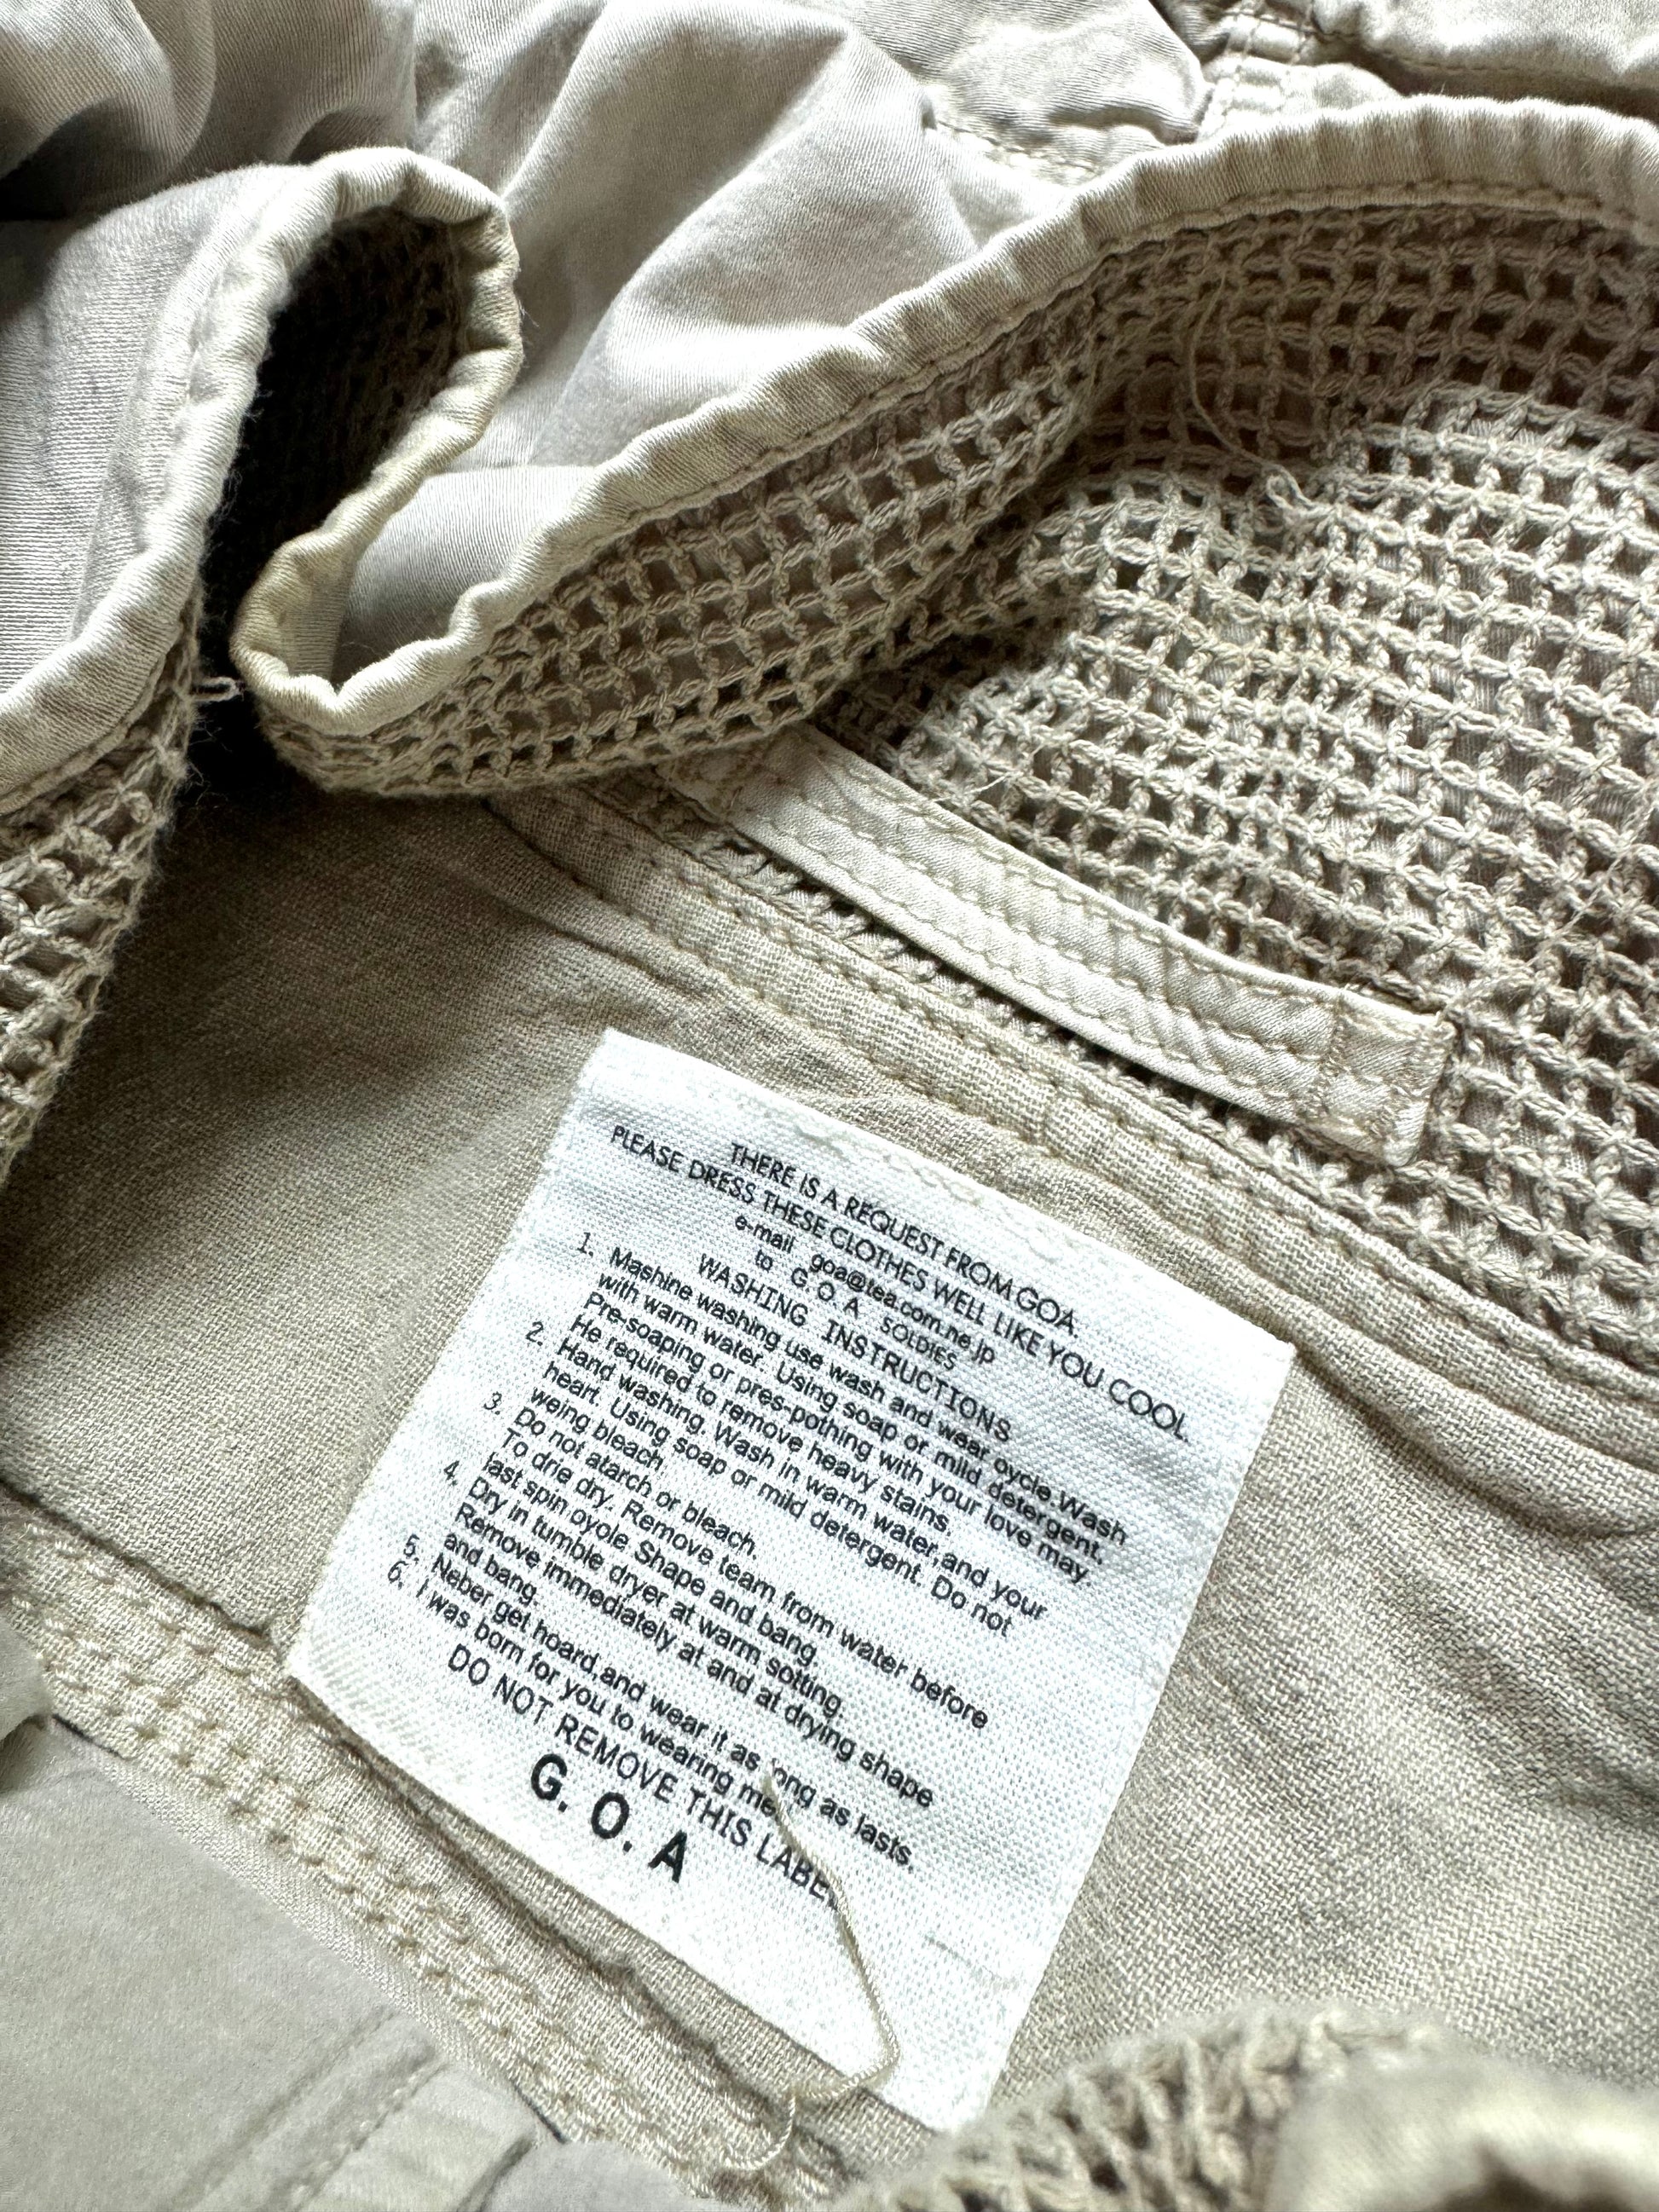 THERE IS A REQUEST FROM GOA.
PLEASE DRESS THESE CLOTHES WELL LIKE YOU COOL.
e-mail goa@tea.com.ne.jp
to G. O. A SOLDIES
WASHING INSTRUCTIONS
1. Mashine washing use wash and wear oycle.Wash
with warm water. Using soap or mild detergent.
Pre-soaping or pres-pothing with your love may.
He required to remove heavy stains.
2. Hand washing. Wash in warm water,and your
heart. Using soap or mild detergent. Do not
weing bleach.
3. Do not atarch or bleach.
To drie dry. Remove team from water before
last spin oyole Shape and bang.
4. Dry in tumble dryer at warm sotting.
Remove immediately at and at drying shape
and bang.
5. Neber get hoard,and wear it as long as lasts.
6. I was born for you to wearing me.
DO NOT REMOVE THIS LABEL
G. O. A